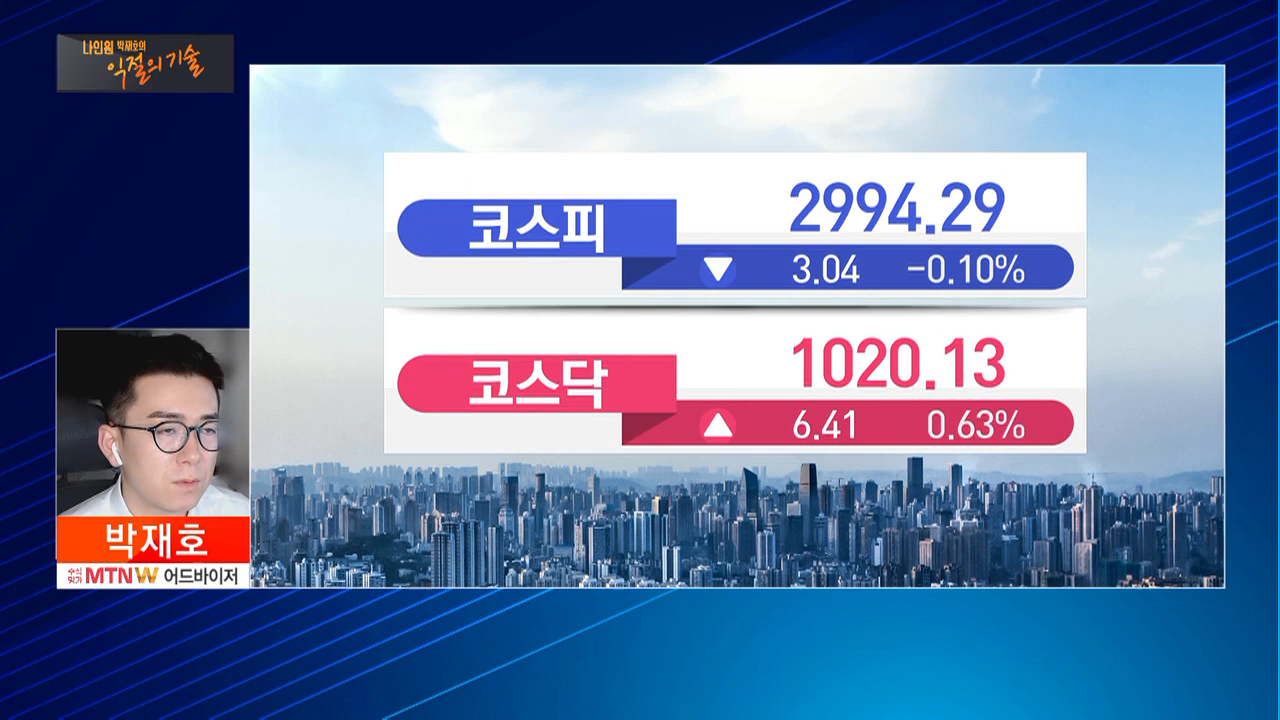 나인원 박재호의
익절의 기술
코스피
2994.29
▼ 3.04 -0.10%
코스닥
1020.13
▲ 6.41 0.63%
박재호
MTNW 어드바이저